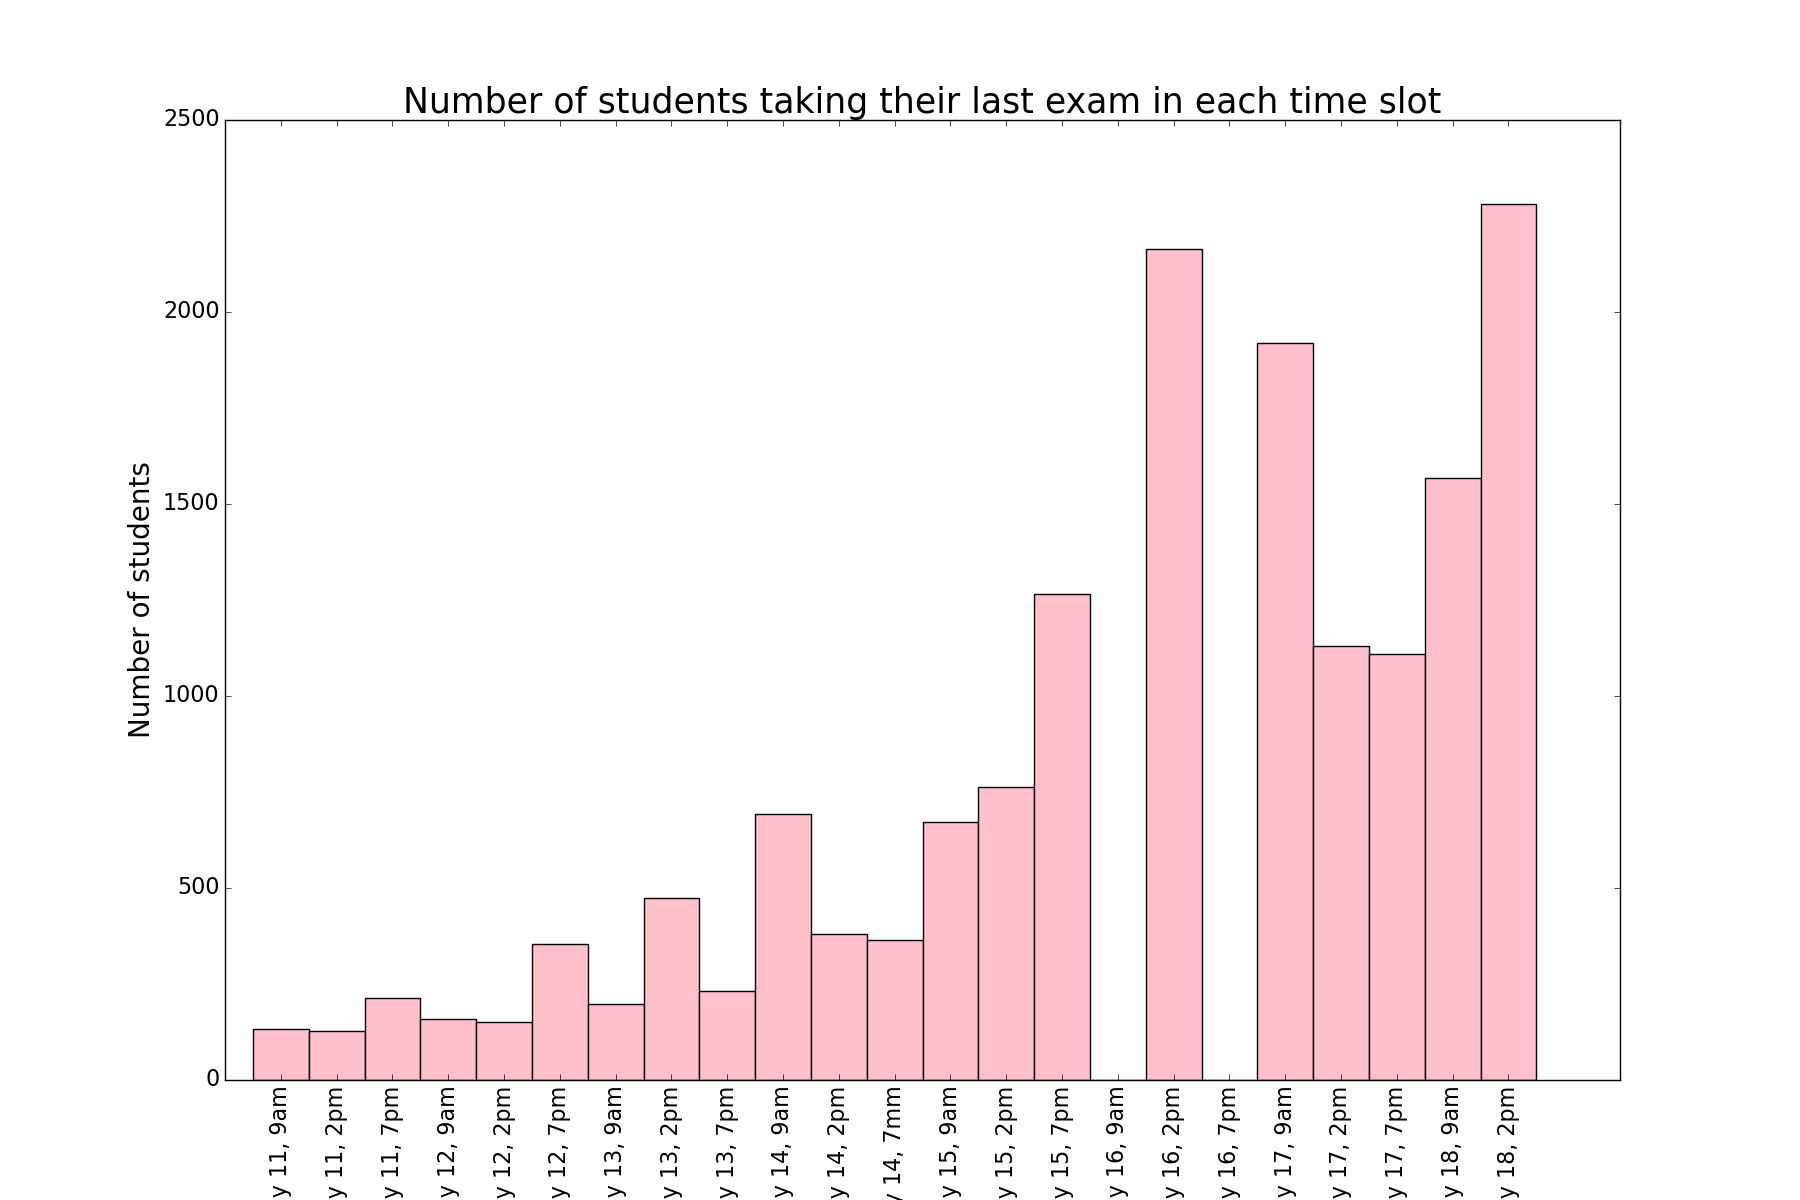 Number of students taking their last exam in each time slot
Number of students
2500
2000
1500
1000
500
0
y 11, 9am
y 11, 2pm
y 11, 7pm
y 12, 9am
y 12, 2pm
y 12, 7pm
y 13, 9am
y 13, 2pm
y 13, 7pm
y 14, 9am
y 14, 2pm
y 14, 7mm
y 15, 9am
y 15, 2pm
y 15, 7pm
y 16, 9am
y 16, 2pm
y 16, 7pm
y 17, 9am
y 17, 2pm
y 17, 7pm
y 18, 9am
y 18, 2pm